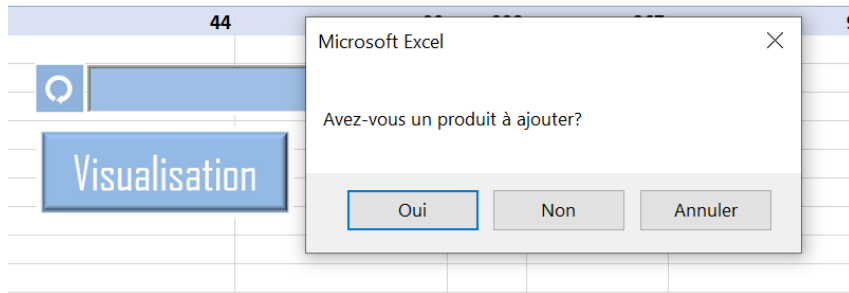 44
Microsoft Excel
Avez-vous un produit à ajouter?
Visualisation
Oui Non Annuler